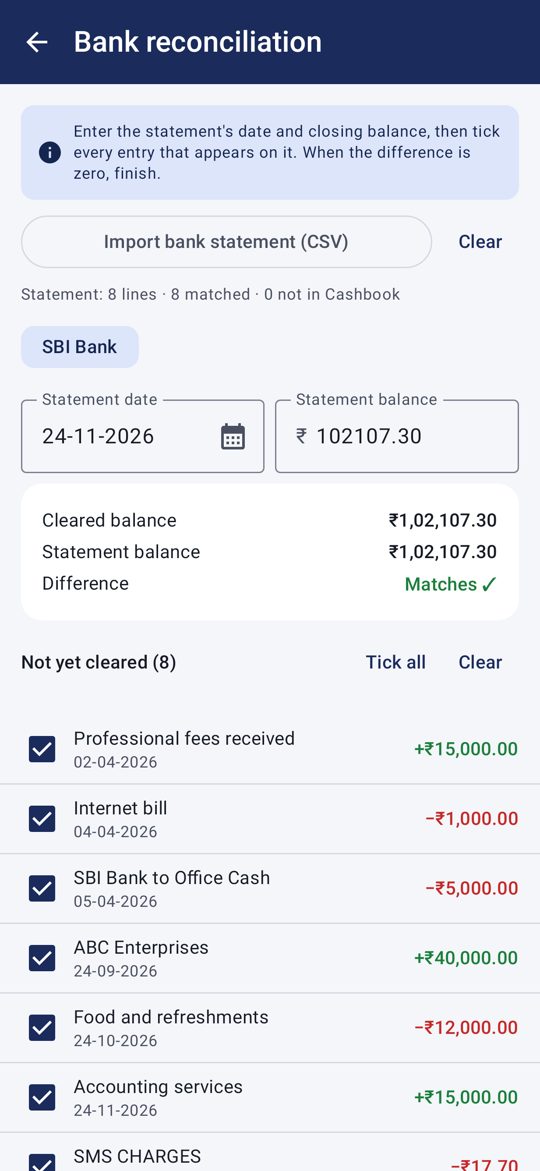 Bank reconciliation
Enter the statement's date and closing balance, then tick
every entry that appears on it. When the difference is
zero, finish.
Import bank statement (CSV)
Clear
Statement: 8 lines · 8 matched · 0 not in Cashbook
SBI Bank
Statement date
24-11-2026
Statement balance
₹ 102107.30
Cleared balance ₹1,02,107.30
Statement balance ₹1,02,107.30
Difference Matches ✓
Not yet cleared (8) Tick all Clear
Professional fees received
02-04-2026
+₹15,000.00
Internet bill
04-04-2026
−₹1,000.00
SBI Bank to Office Cash
05-04-2026
−₹5,000.00
ABC Enterprises
24-09-2026
+₹40,000.00
Food and refreshments
24-10-2026
−₹12,000.00
Accounting services
24-11-2026
+₹15,000.00
SMS CHARGES
−₹17.70